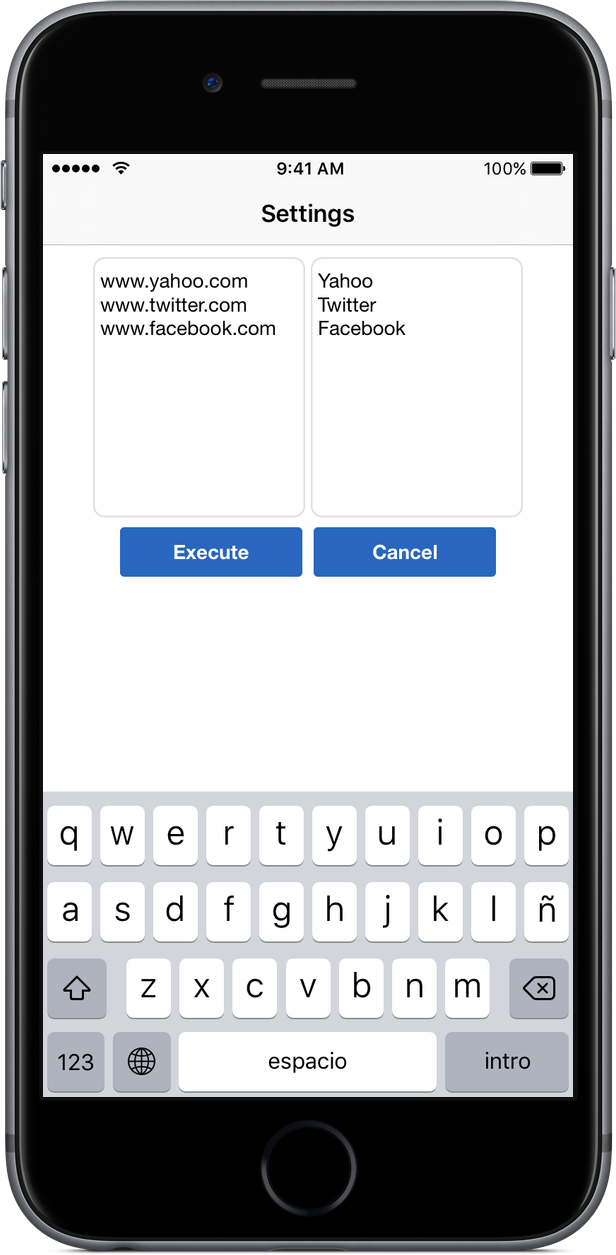 9:41 AM 100%
Settings
www.yahoo.com
www.twitter.com
www.facebook.com
Yahoo
Twitter
Facebook
Execute Cancel
q w e r t y u i o p
a s d f g h j k l ñ
z x c v b n m
123 espacio intro